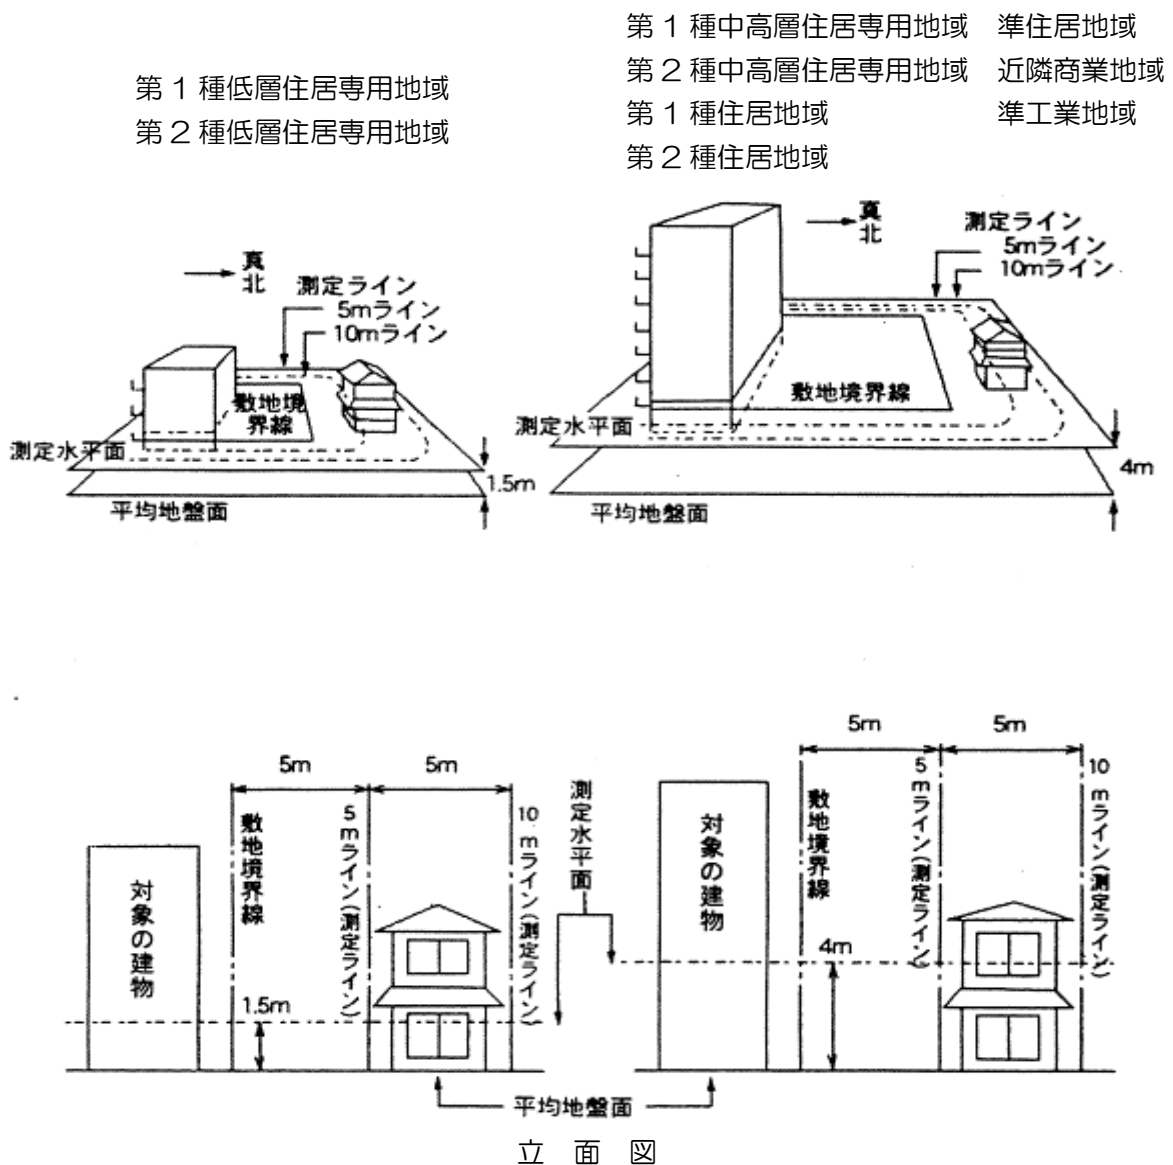 第１種低層住居専用地域
第２種低層住居専用地域
第１種中高層住居専用地域　準住居地域
第２種中高層住居専用地域　近隣商業地域
第１種住居地域　準工業地域
第２種住居地域
真北
測定ライン
5mライン
10mライン
敷地境界線
測定水平面
1.5m
平均地盤面
真北
測定ライン
5mライン
10mライン
敷地境界線
測定水平面
4m
平均地盤面
5m
5m
敷地境界線
5mライン(測定ライン)
10mライン(測定ライン)
対象の建物
1.5m
測定水平面
5m
5m
敷地境界線
5mライン(測定ライン)
10mライン(測定ライン)
対象の建物
4m
平均地盤面
立　面　図